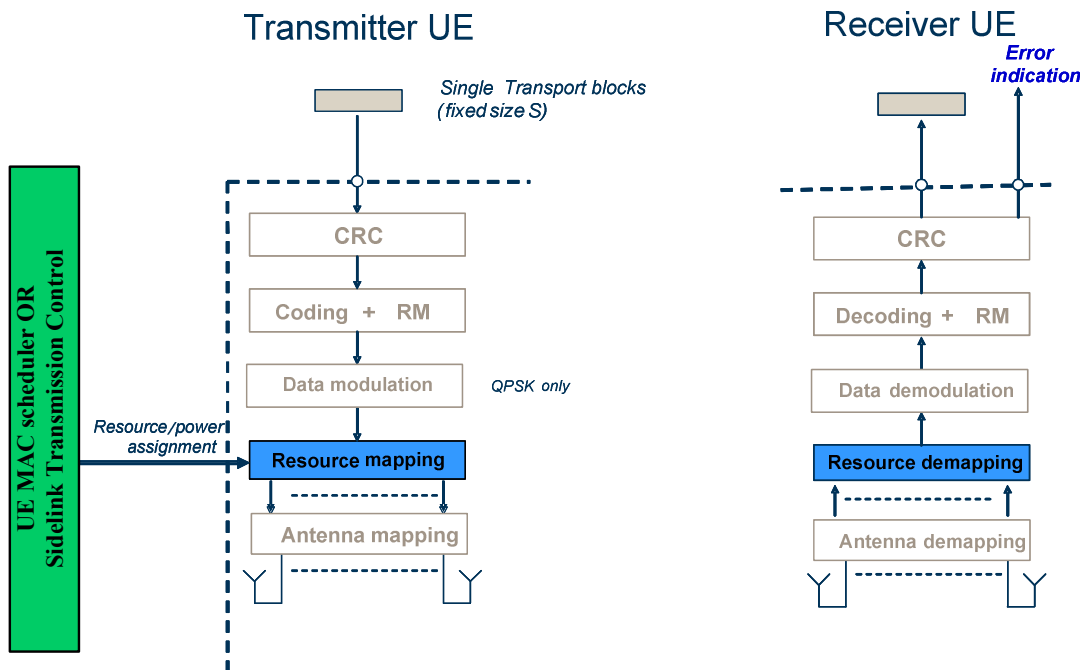 Transmitter UE
Receiver UE
Error
indication
Single Transport blocks
(fixed size S)
UE MAC scheduler OR
Sidelink Transmission Control
CRC
Coding + RM
Data modulation
QPSK only
Resource/power
assignment
Resource mapping
Antenna mapping
CRC
Decoding + RM
Data demodulation
Resource demapping
Antenna demapping